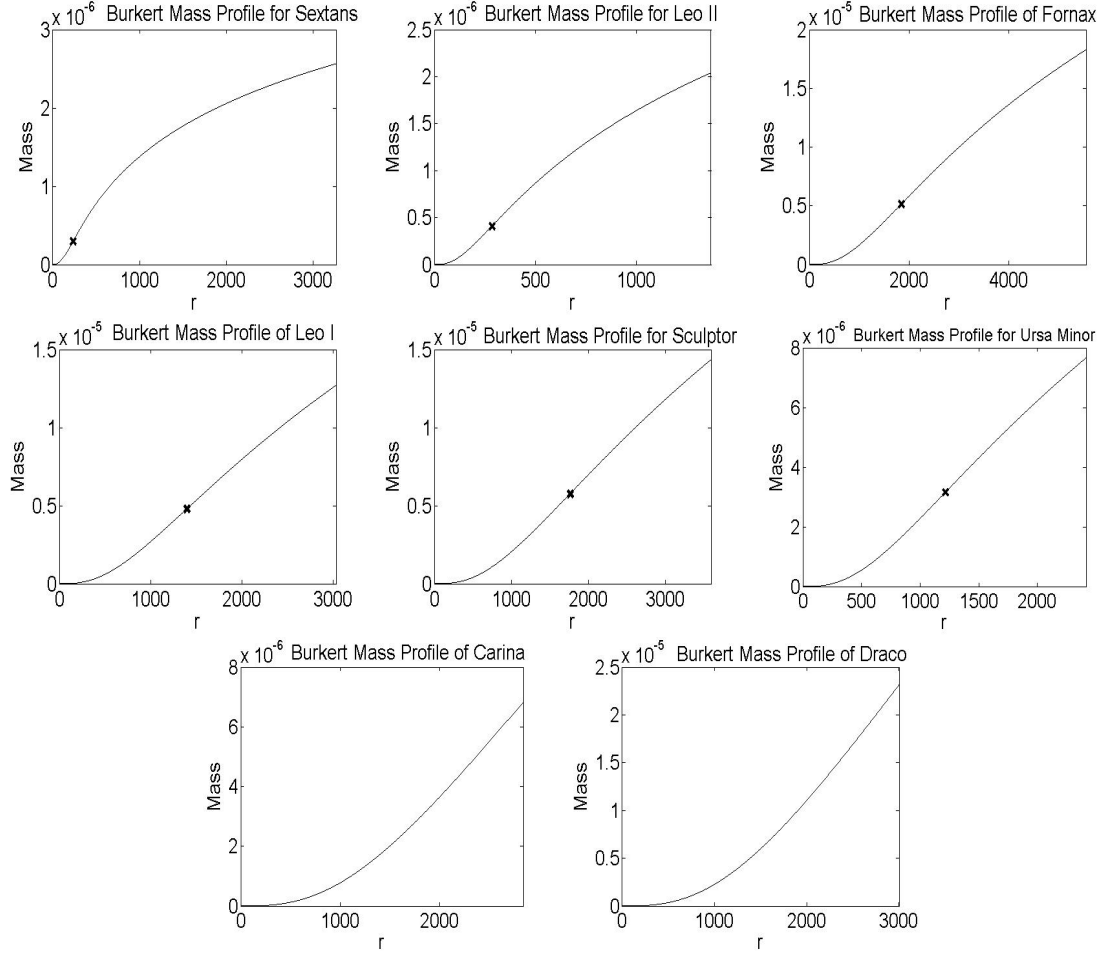 x 10^-6 Burkert Mass Profile for Sextans
3
2
1
0
Mass
0 1000 2000 3000
r
x 10^-6 Burkert Mass Profile for Leo II
2.5
2
1.5
1
0.5
0
Mass
0 500 1000
r
x 10^-5 Burkert Mass Profile of Fornax
2
1.5
1
0.5
0
Mass
0 2000 4000
r
x 10^-5 Burkert Mass Profile of Leo I
1.5
1
0.5
0
Mass
0 1000 2000 3000
r
x 10^-5 Burkert Mass Profile for Sculptor
1.5
1
0.5
0
Mass
0 1000 2000 3000
r
x 10^-6 Burkert Mass Profile for Ursa Minor
8
6
4
2
0
Mass
0 500 1000 1500 2000
r
x 10^-6 Burkert Mass Profile of Carina
8
6
4
2
0
Mass
0 1000 2000
r
x 10^-5 Burkert Mass Profile of Draco
2.5
2
1.5
1
0.5
0
Mass
0 1000 2000 3000
r